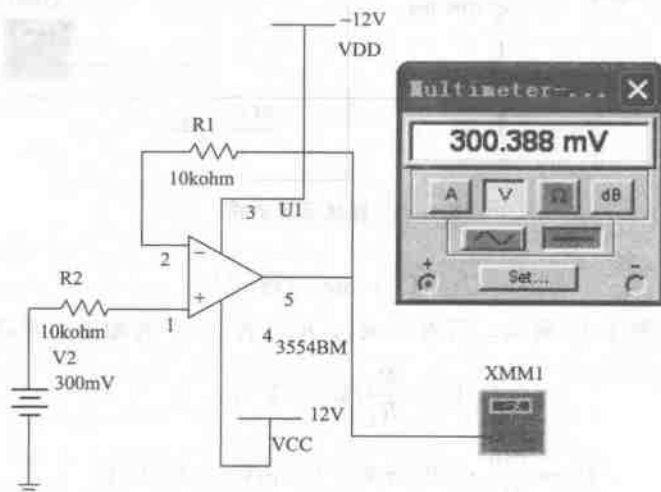 −12V
VDD
Multimeter-...
300.388 mV
A V Ω dB
+ −
Set...
R1
10kohm
3 U1
2
−
+
1
5
4 3554BM
R2
10kohm
V2
300mV
12V
VCC
XMM1